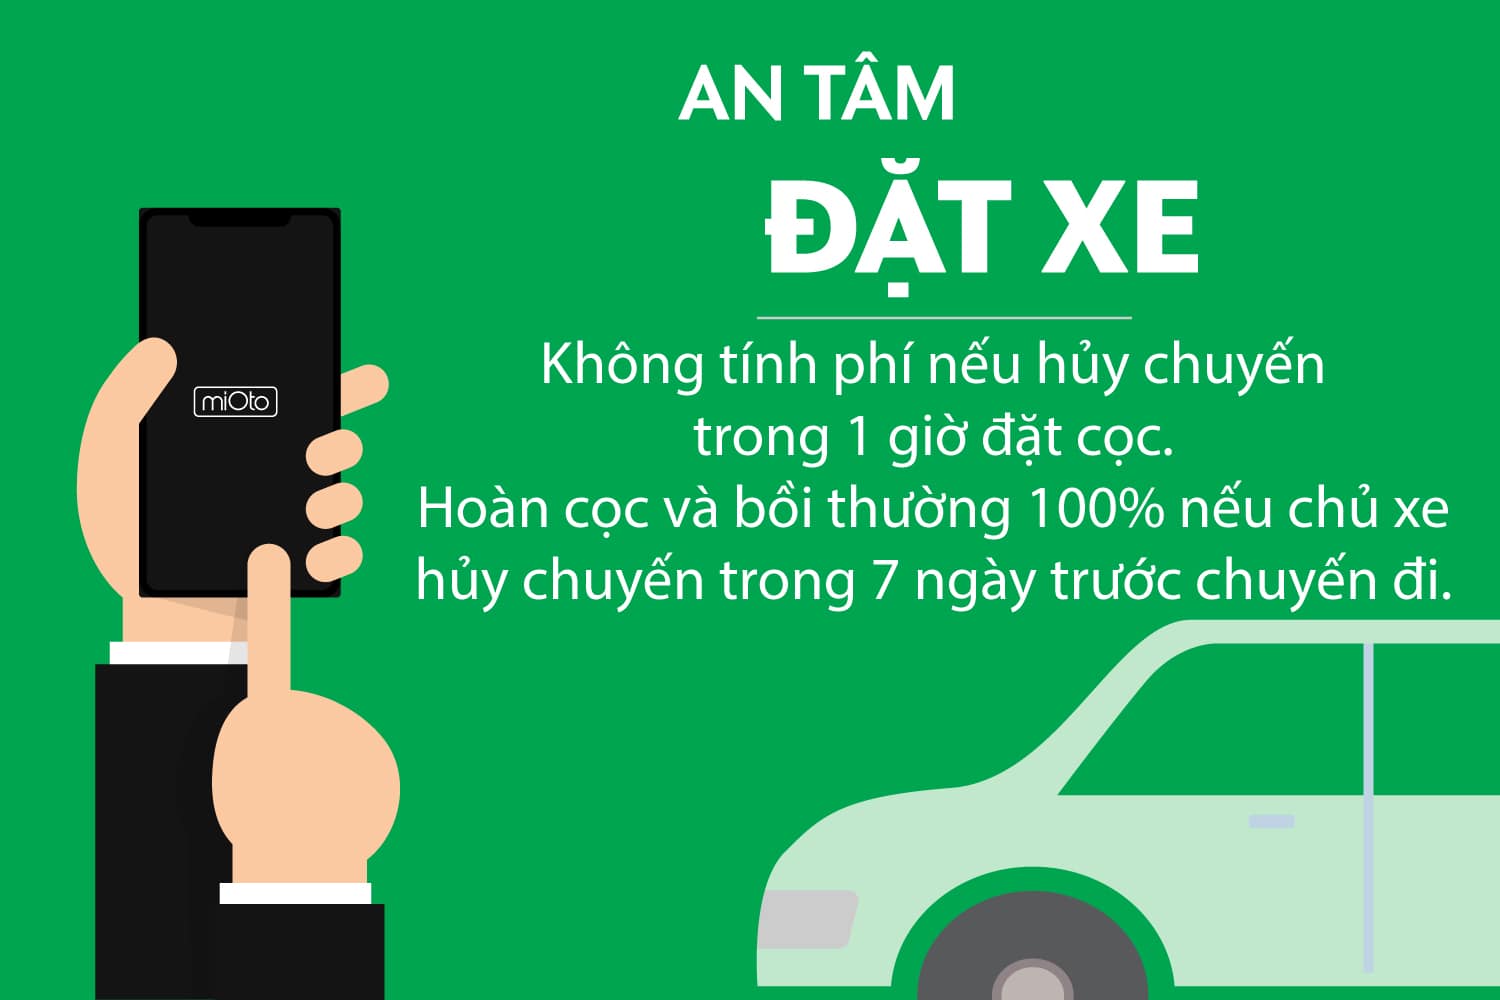 AN TÂM
ĐẶT XE
Không tính phí nếu hủy chuyến
trong 1 giờ đặt cọc.
Hoàn cọc và bồi thường 100% nếu chủ xe
hủy chuyến trong 7 ngày trước chuyến đi.
miOto